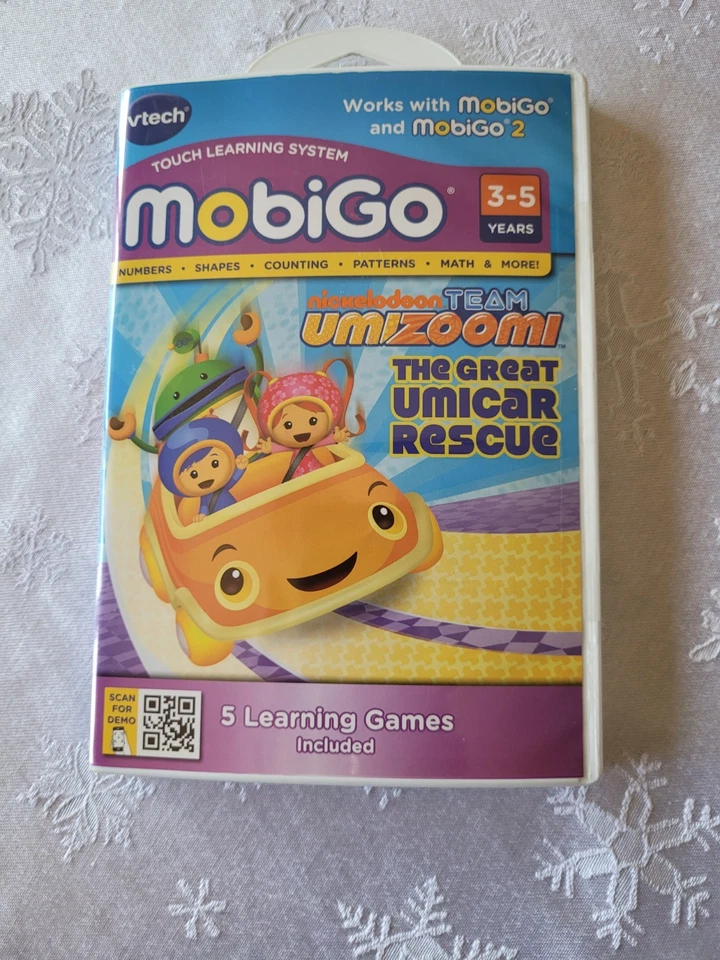 vtech®
Works with MobiGo®
and MobiGo® 2
TOUCH LEARNING SYSTEM
MobiGo®
3-5
YEARS
NUMBERS • SHAPES • COUNTING • PATTERNS • MATH & MORE!
nickelodeon TEAM
UMIZOOMI™
THE GREAT
UMICAR
RESCUE
SCAN
FOR
DEMO
5 Learning Games
Included